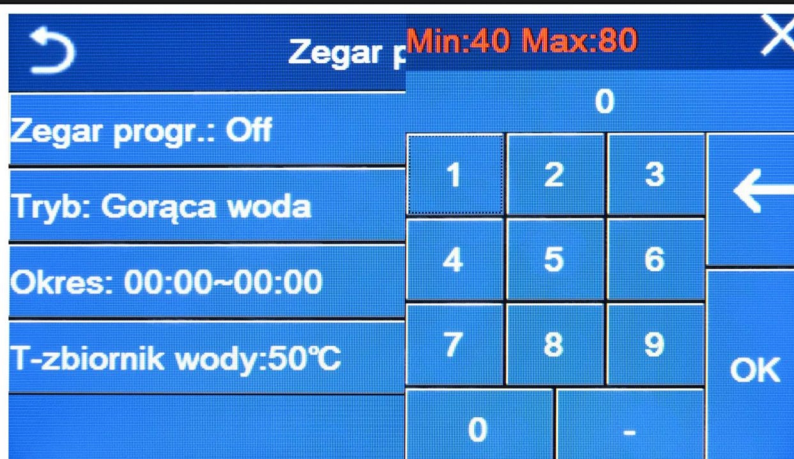 Zegar p
Min:40 Max:80
0
Zegar progr.: Off
Tryb: Gorąca woda
Okres: 00:00~00:00
T-zbiornik wody:50℃
1 2 3
4 5 6
7 8 9
OK
0 -